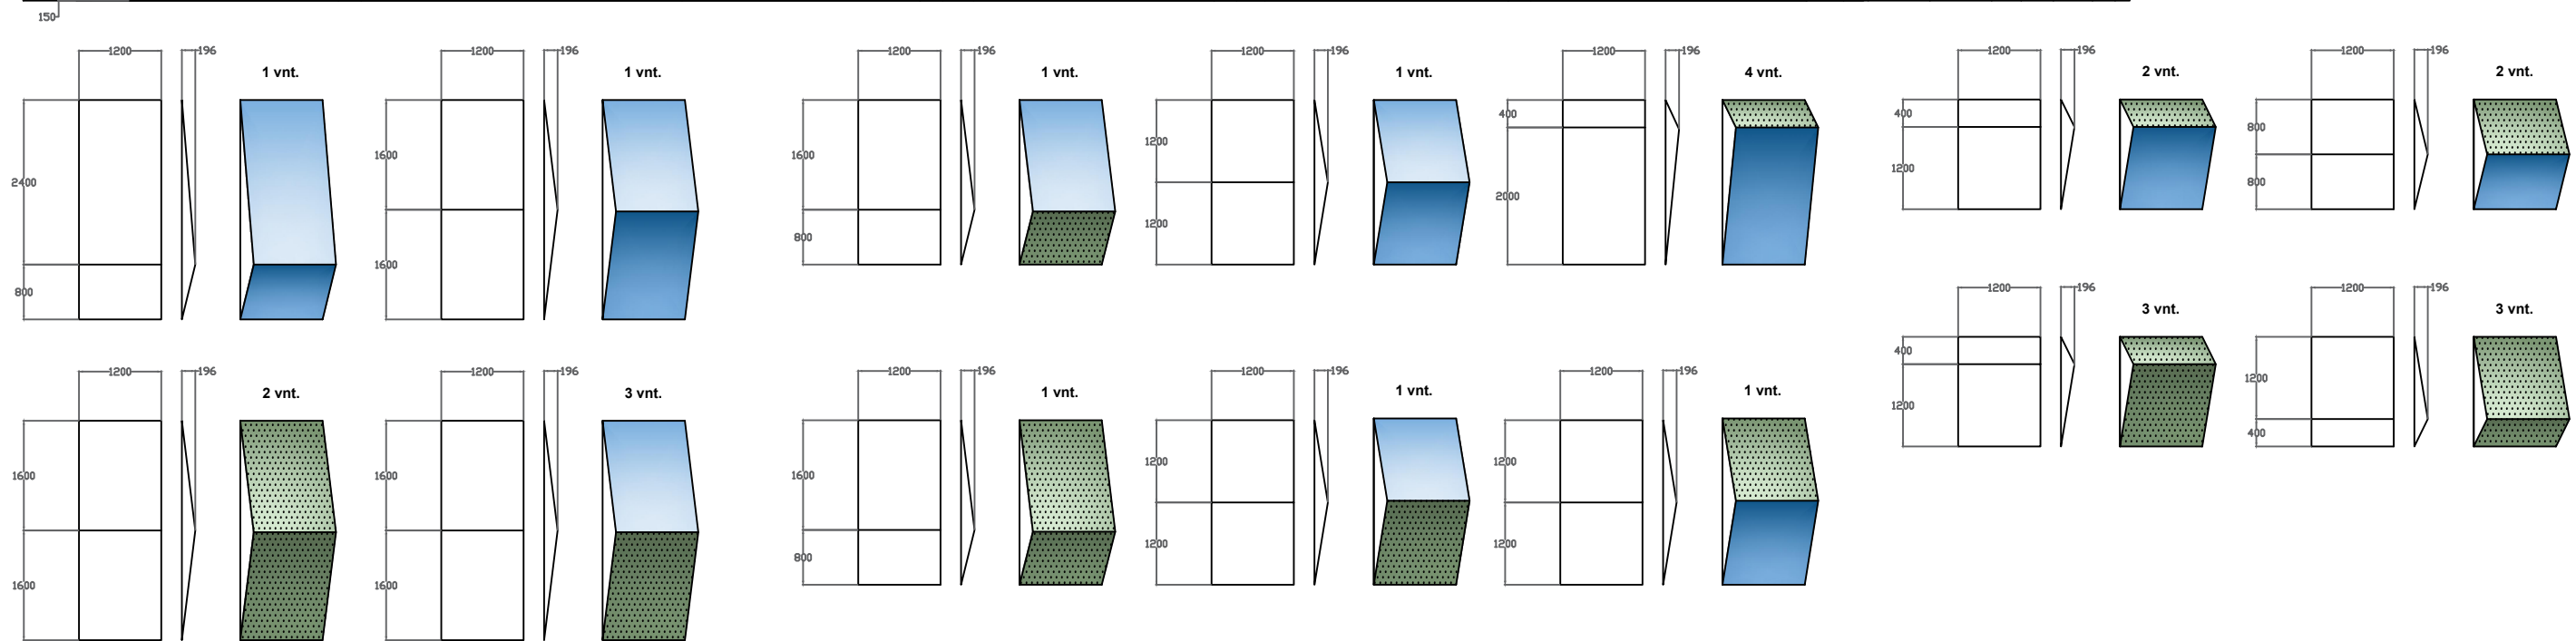 150
1200 196 1 vnt. 2400 800
1200 196 1 vnt. 1600 1600
1200 196 1 vnt. 1600 800
1200 196 1 vnt. 1200 1200
1200 196 4 vnt. 400 2000
1200 196 2 vnt. 400 1200
1200 196 2 vnt. 800 800
1200 196 2 vnt. 1600 1600
1200 196 3 vnt. 1600 1600
1200 196 1 vnt. 1600 800
1200 196 1 vnt. 1200 1200
1200 196 1 vnt. 1200 1200
1200 196 3 vnt. 400 1200
1200 196 3 vnt. 1200 400